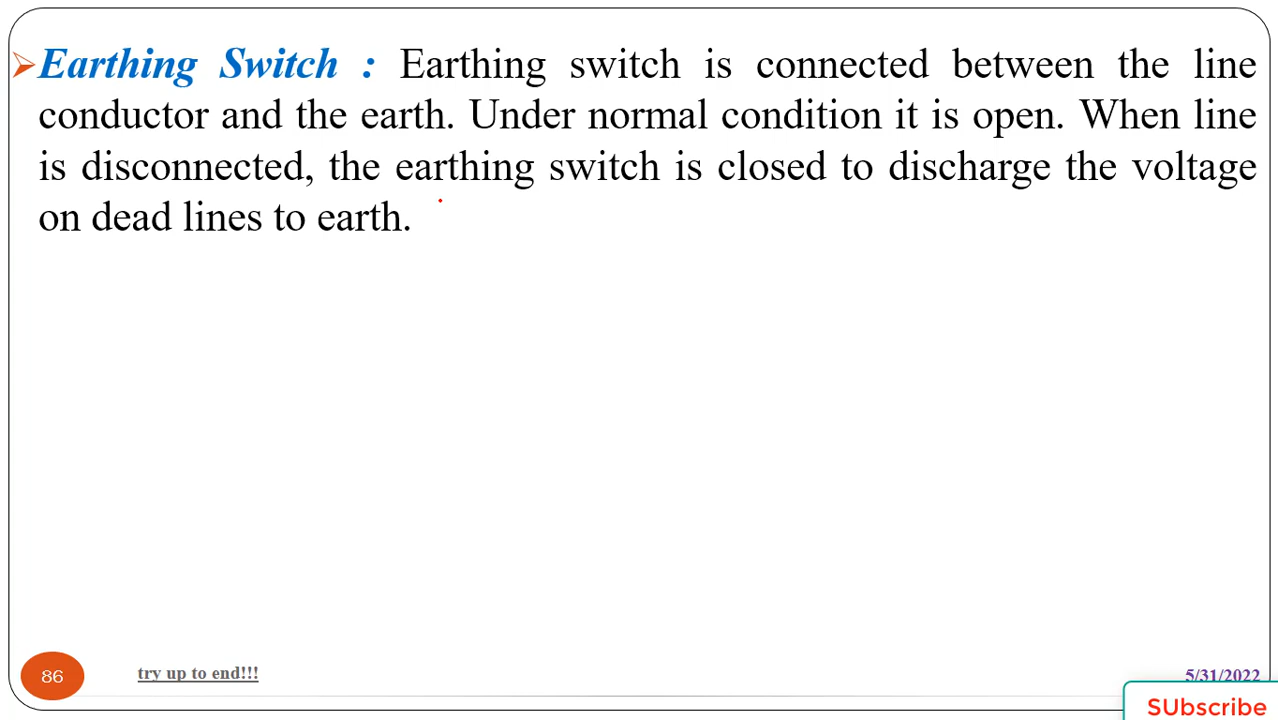 Earthing Switch : Earthing switch is connected between the line
conductor and the earth. Under normal condition it is open. When line
is disconnected, the earthing switch is closed to discharge the voltage
on dead lines to earth.
86
try up to end!!!
5/31/2022
SUbscribe